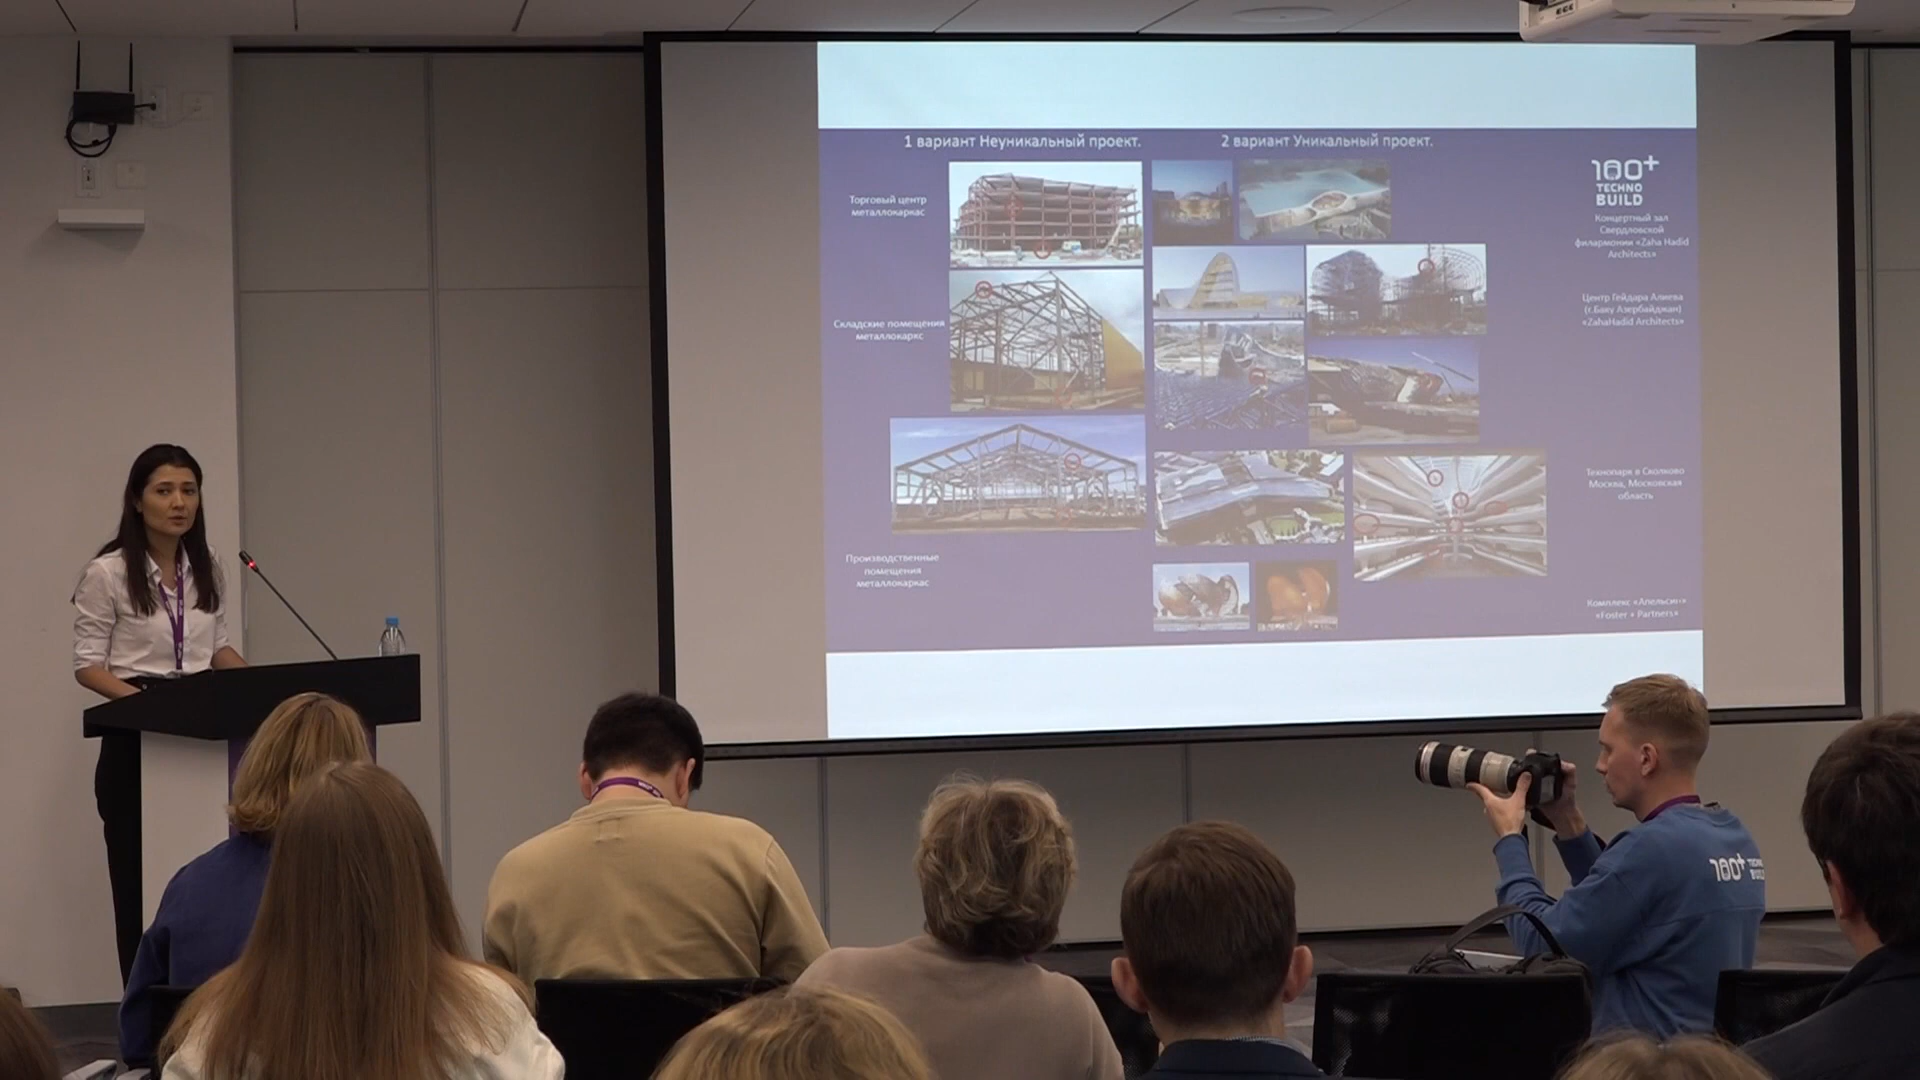 1 вариант Неуникальный проект.
2 вариант Уникальный проект.
Торговый центр
металлокаркас
Складские помещения
металлокаркс
Производственные
помещения
металлокаркас
100+
TECHNO
BUILD
Концертный зал
Свердловской
филармонии «Zaha Hadid
Architects»
Центр Гейдара Алиева
(г.Баку Азербайджан)
«ZahaHadid Architects»
Технопарк в Сколково
Москва, Московская
область
Комплекс «Апельсин»
«Foster + Partners»
100+ TECHNO
BUILD